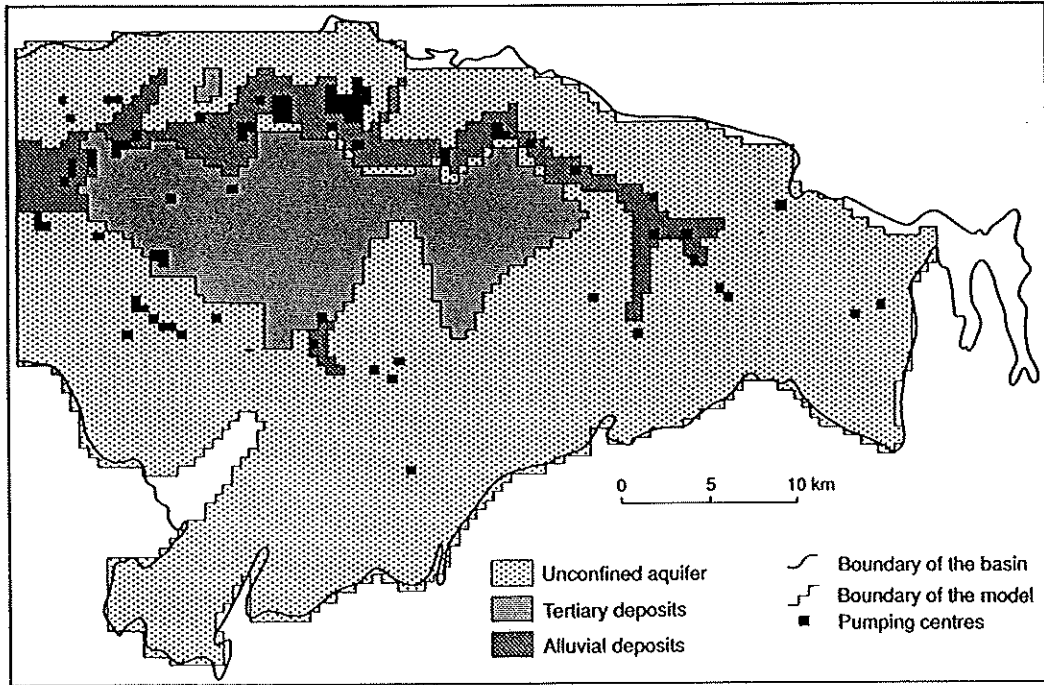 0 5 10 km
Unconfined aquifer
Tertiary deposits
Alluvial deposits
Boundary of the basin
Boundary of the model
Pumping centres